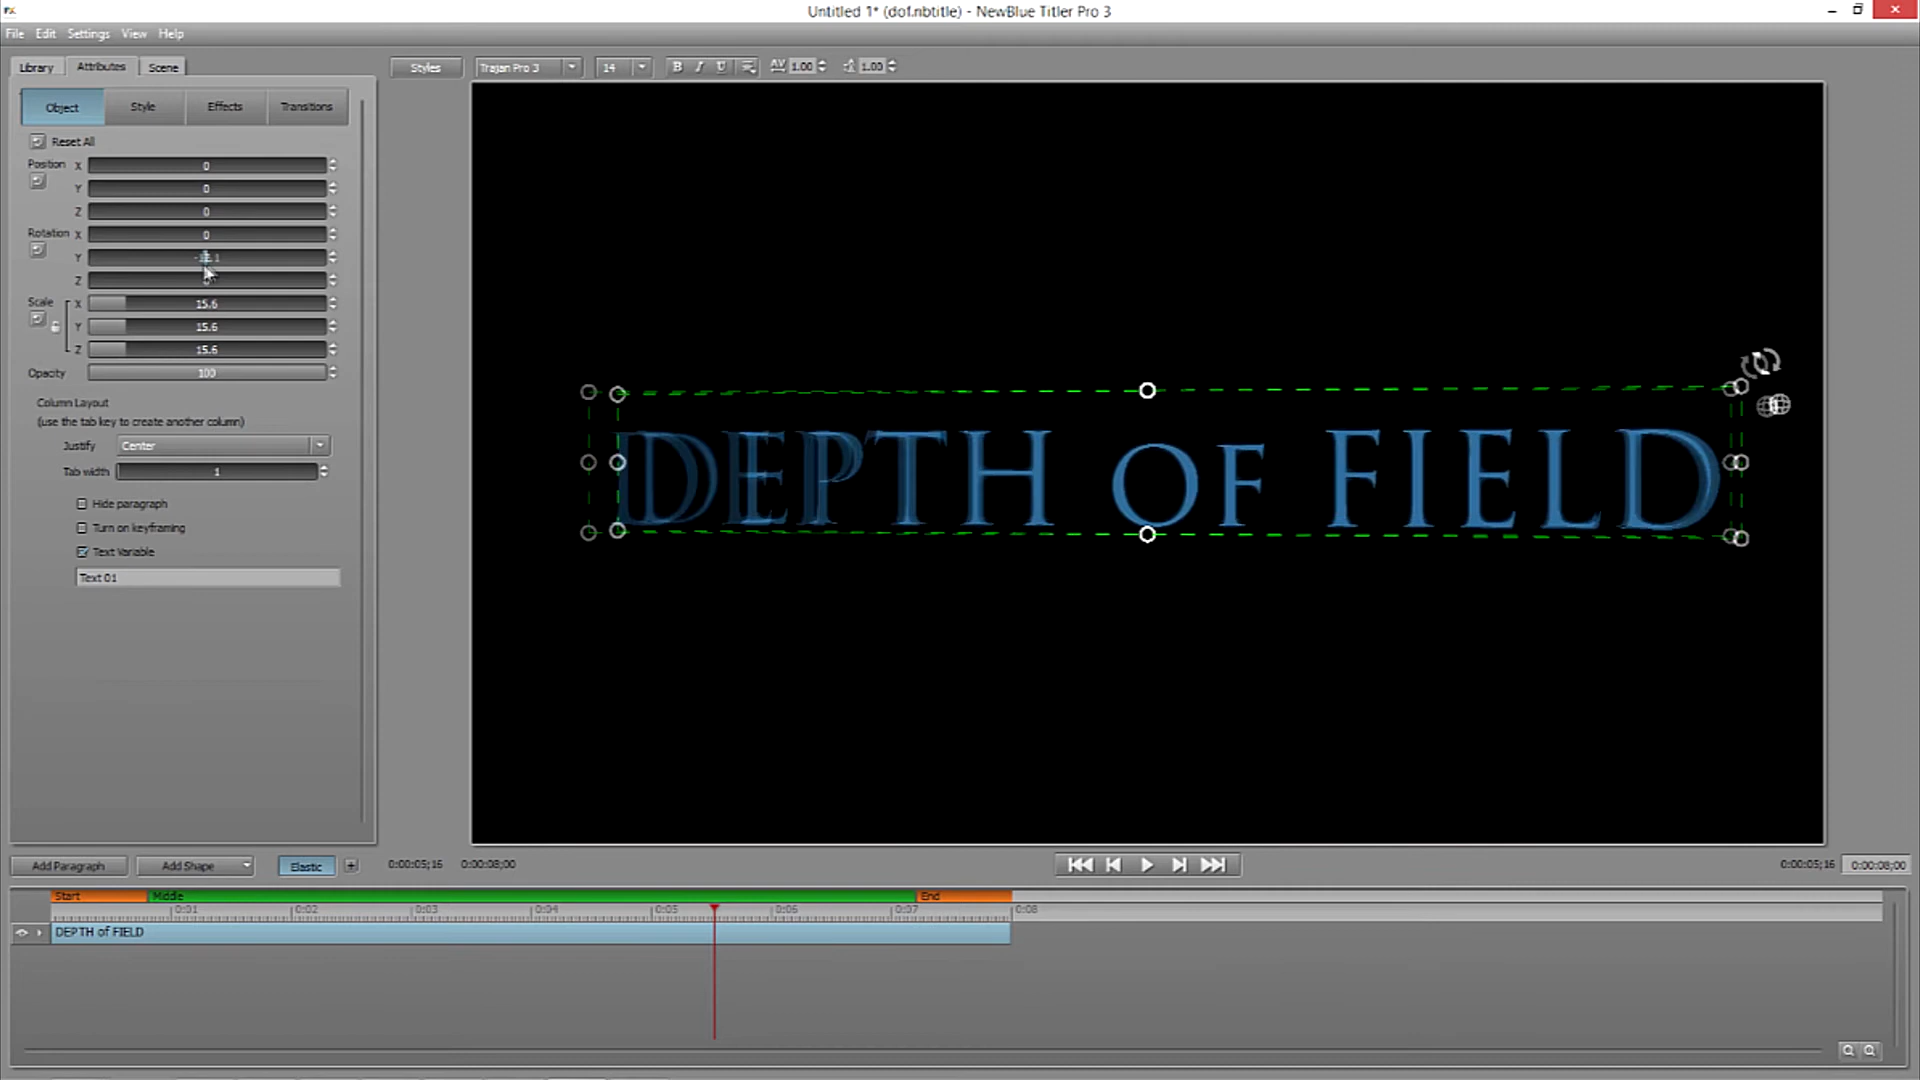 Untitled 1* (dof.nbtitle) - NewBlue Titler Pro 3
File Edit Settings View Help
Library Attributes Scene
Styles Trajan Pro 3 14 B I U AV 1.00 1.00
Object Style Effects Transitions
Reset All
Position X 0
Y 0
Z 0
Rotation X 0
Y
Z
Scale X 15.6
Y 15.6
Z 15.6
Opacity 100
Column Layout
(use the tab key to create another column)
Justify Center
Tab width 1
Hide paragraph
Turn on keyframing
Text Variable
Text 01
DEPTH OF FIELD
Add Paragraph Add Shape Elastic + 0:00:05;16 0:00:08;00 0:00:05;16 0:00:08;00
Start Middle End
0:01 0:02 0:03 0:04 0:05 0:06 0:07 0:08
DEPTH of FIELD